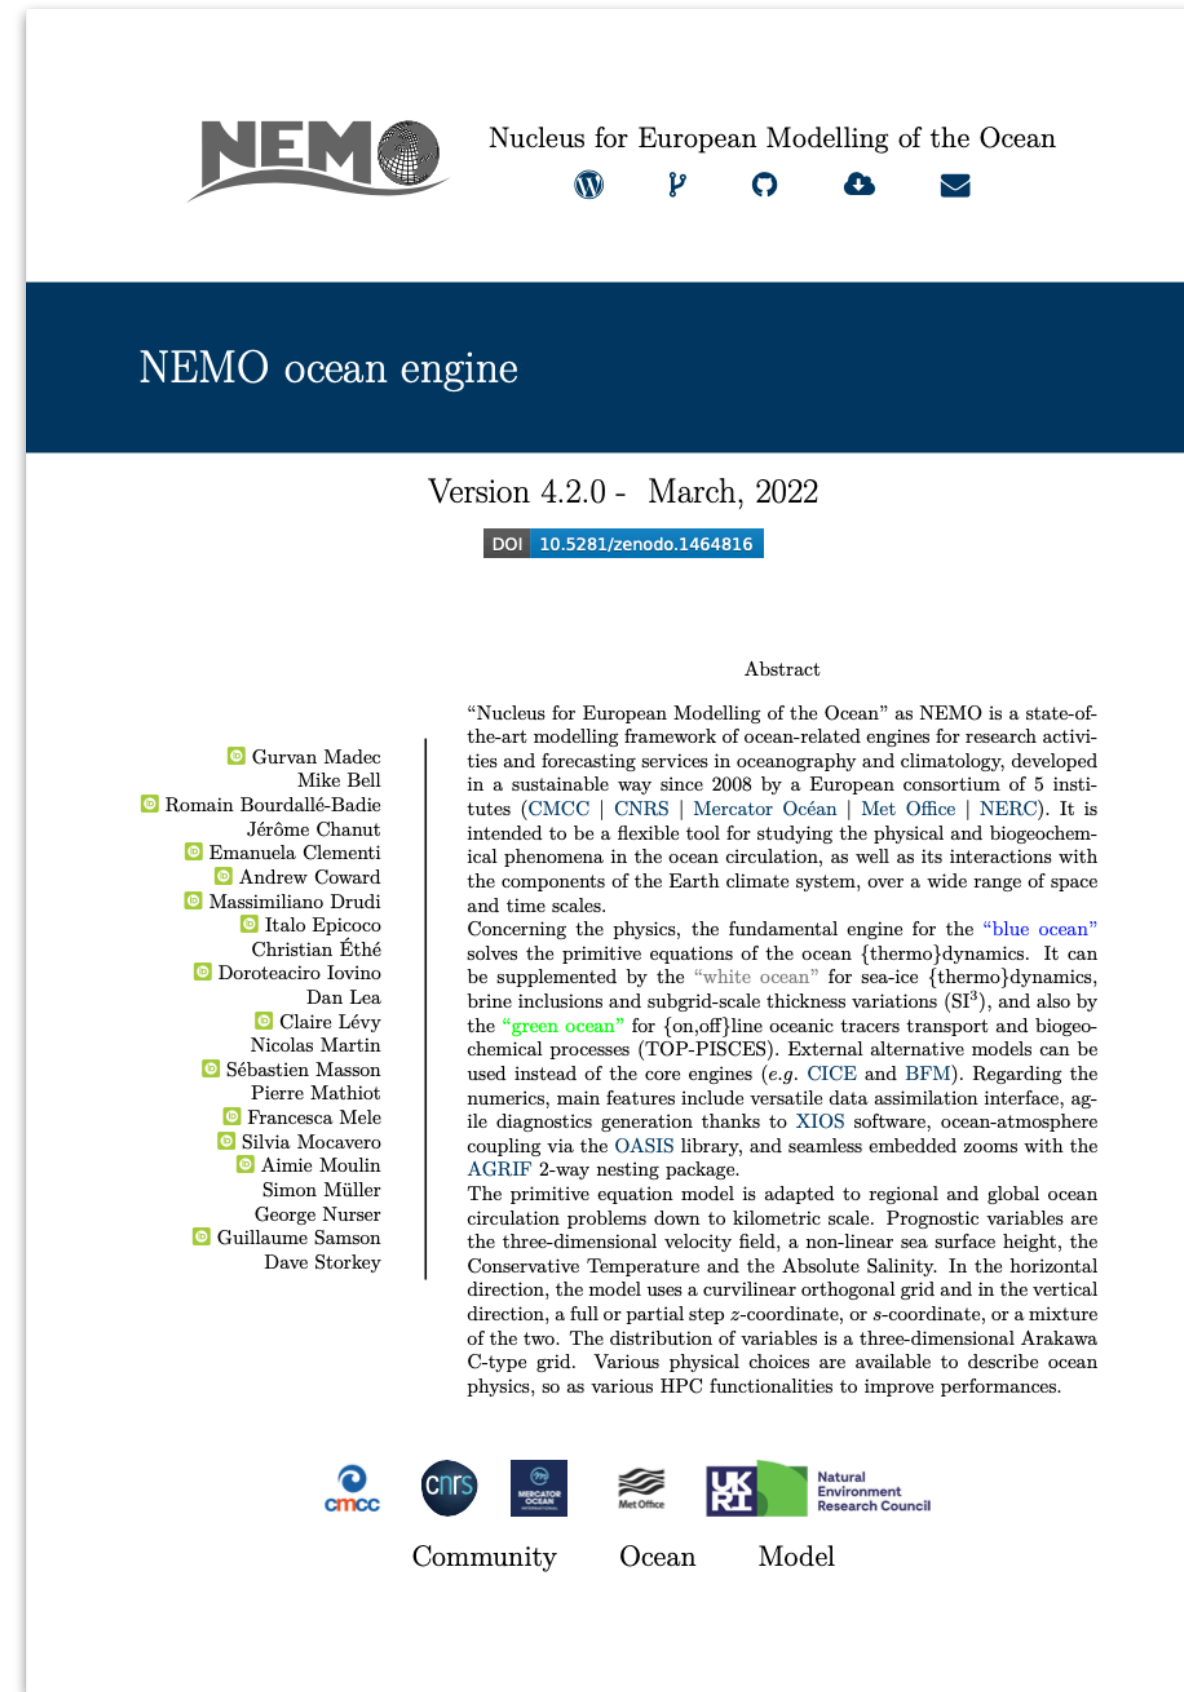 NEMO
Nucleus for European Modelling of the Ocean
NEMO ocean engine
Version 4.2.0 - March, 2022
DOI 10.5281/zenodo.1464816
Gurvan Madec
Mike Bell
Romain Bourdallé-Badie
Jérôme Chanut
Emanuela Clementi
Andrew Coward
Massimiliano Drudi
Italo Epicoco
Christian Éthé
Doroteaciro Iovino
Dan Lea
Claire Lévy
Nicolas Martin
Sébastien Masson
Pierre Mathiot
Francesca Mele
Silvia Mocavero
Aimie Moulin
Simon Müller
George Nurser
Guillaume Samson
Dave Storkey
Abstract
“Nucleus for European Modelling of the Ocean” as NEMO is a state-of-
the-art modelling framework of ocean-related engines for research activi-
ties and forecasting services in oceanography and climatology, developed
in a sustainable way since 2008 by a European consortium of 5 insti-
tutes (CMCC | CNRS | Mercator Océan | Met Office | NERC). It is
intended to be a flexible tool for studying the physical and biogeochem-
ical phenomena in the ocean circulation, as well as its interactions with
the components of the Earth climate system, over a wide range of space
and time scales.
Concerning the physics, the fundamental engine for the “blue ocean”
solves the primitive equations of the ocean {thermo}dynamics. It can
be supplemented by the “white ocean” for sea-ice {thermo}dynamics,
brine inclusions and subgrid-scale thickness variations (SI³), and also by
the “green ocean” for {on,off}line oceanic tracers transport and biogeo-
chemical processes (TOP-PISCES). External alternative models can be
used instead of the core engines (e.g. CICE and BFM). Regarding the
numerics, main features include versatile data assimilation interface, ag-
ile diagnostics generation thanks to XIOS software, ocean-atmosphere
coupling via the OASIS library, and seamless embedded zooms with the
AGRIF 2-way nesting package.
The primitive equation model is adapted to regional and global ocean
circulation problems down to kilometric scale. Prognostic variables are
the three-dimensional velocity field, a non-linear sea surface height, the
Conservative Temperature and the Absolute Salinity. In the horizontal
direction, the model uses a curvilinear orthogonal grid and in the vertical
direction, a full or partial step z-coordinate, or s-coordinate, or a mixture
of the two. The distribution of variables is a three-dimensional Arakawa
C-type grid. Various physical choices are available to describe ocean
physics, so as various HPC functionalities to improve performances.
cmcc
cnrs
MERCATOR
OCEAN
INTERNATIONAL
Met Office
UK
RI
Natural
Environment
Research Council
Community Ocean Model